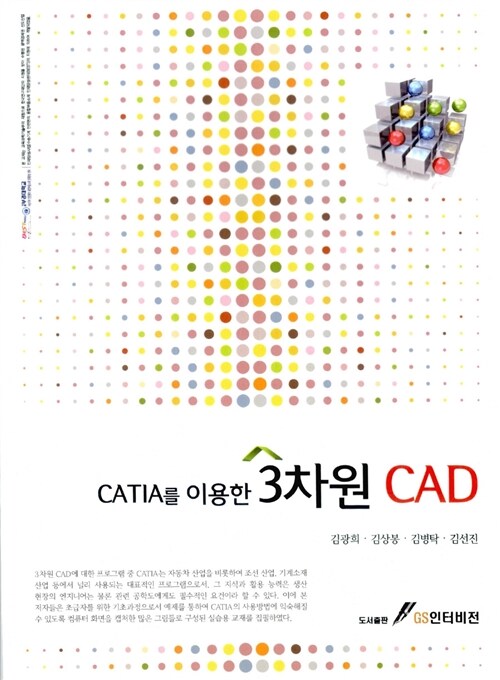 CATIA를 이용한 3차원 CAD
김광희 · 김상봉 · 김병탁 · 김선진
3차원 CAD에 대한 프로그램 중 CATIA는 자동차 산업을 비롯하여 조선 산업, 기계소재
산업 등에서 널리 사용되는 대표적인 프로그램으로서, 그 지식과 활용 능력은 생산
현장의 엔지니어는 물론 관련 공학도에게도 필수적인 요건이라 할 수 있다. 이에 본
저자들은 초급자를 위한 기초과정으로서 예제를 통하여 CATIA의 사용방법에 익숙해질
수 있도록 컴퓨터 화면을 캡처한 많은 그림들로 구성된 실습용 교재를 집필하였다.
도서출판 GS인터비전